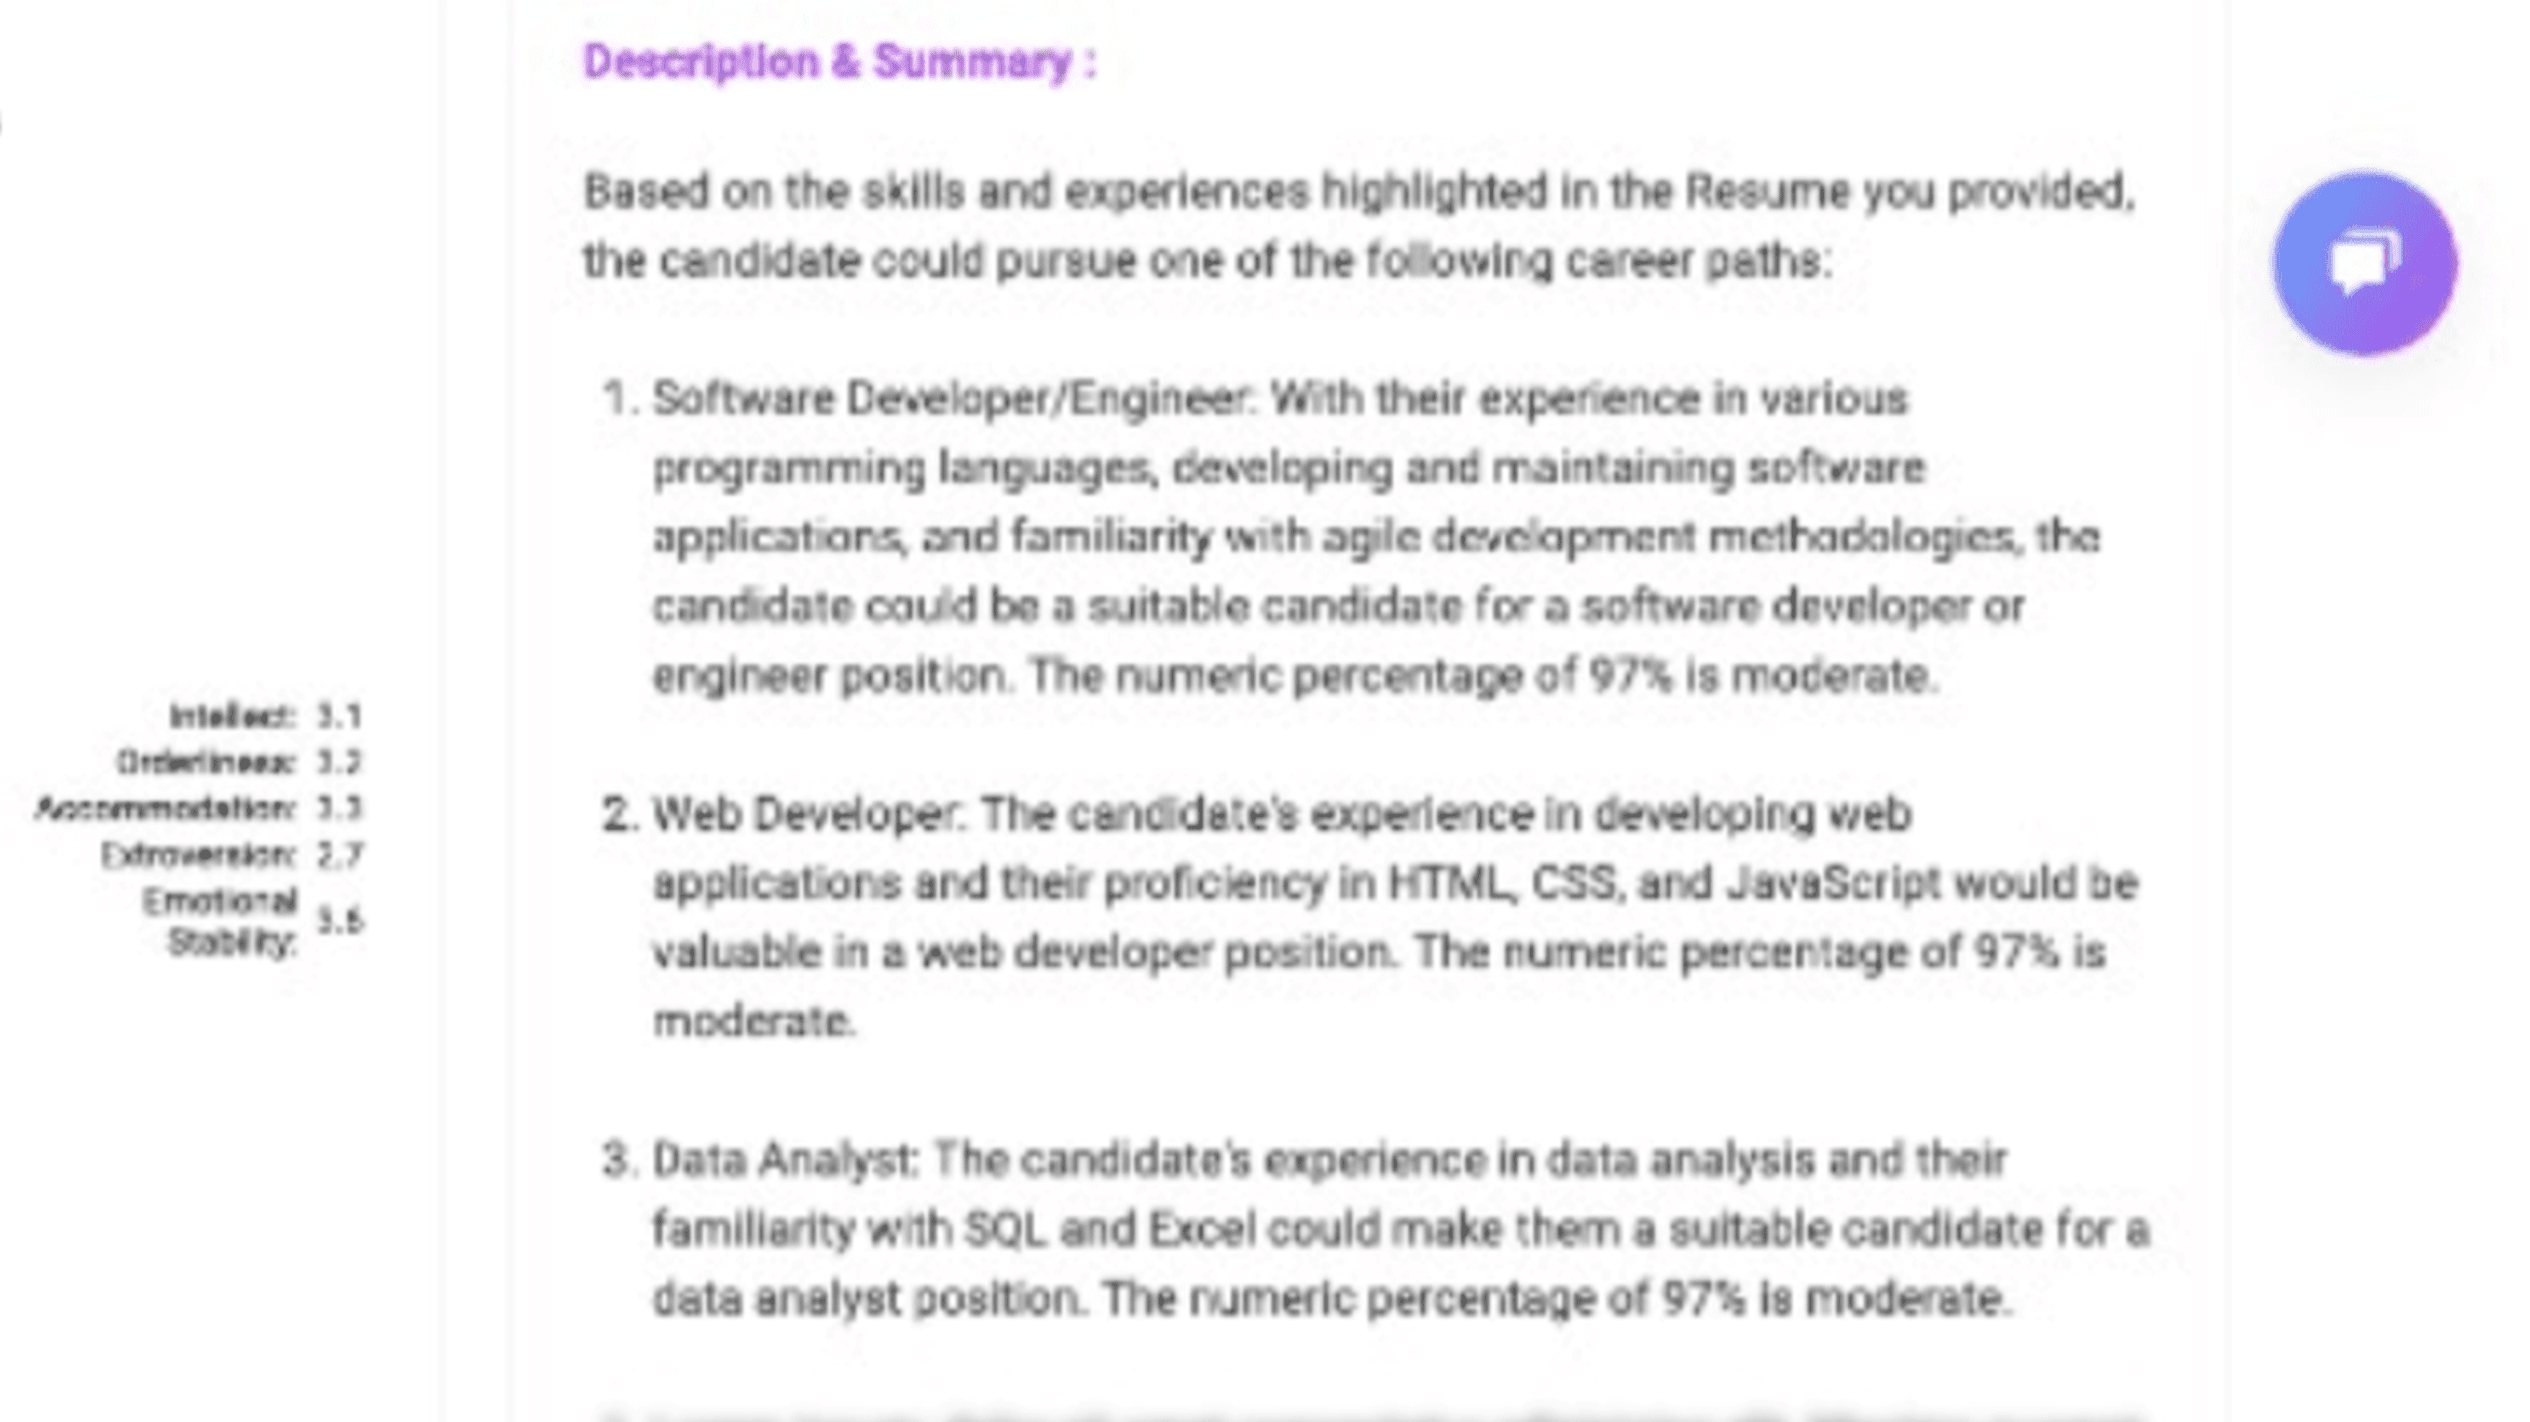 Description & Summary :
Based on the skills and experiences highlighted in the Resume you provided,
the candidate could pursue one of the following career paths:
1. Software Developer/Engineer: With their experience in various
programming languages, developing and maintaining software
applications, and familiarity with agile development methodologies, the
candidate could be a suitable candidate for a software developer or
engineer position. The numeric percentage of 97% is moderate.
2. Web Developer: The candidate's experience in developing web
applications and their proficiency in HTML, CSS, and JavaScript would be
valuable in a web developer position. The numeric percentage of 97% is
moderate.
3. Data Analyst: The candidate's experience in data analysis and their
familiarity with SQL and Excel could make them a suitable candidate for a
data analyst position. The numeric percentage of 97% is moderate.
Intellect: 3.1
Orderliness: 3.2
Accommodation: 3.3
Extroversion: 2.7
Emotional
Stability: